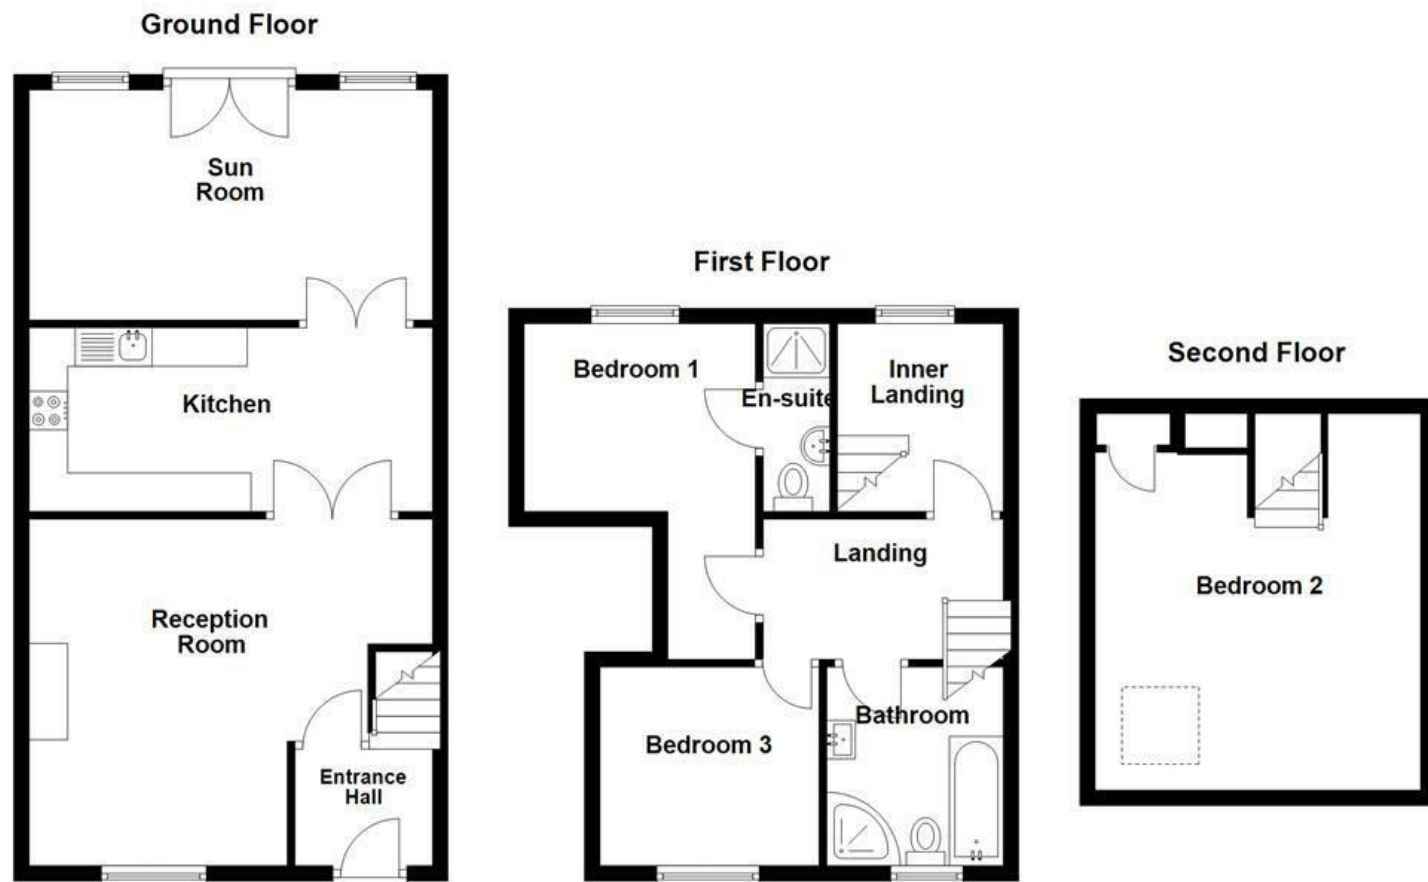 Ground Floor
Sun
Room
Kitchen
Reception
Room
Entrance
Hall
First Floor
Bedroom 1
En-suite
Inner
Landing
Landing
Bathroom
Bedroom 3
Second Floor
Bedroom 2